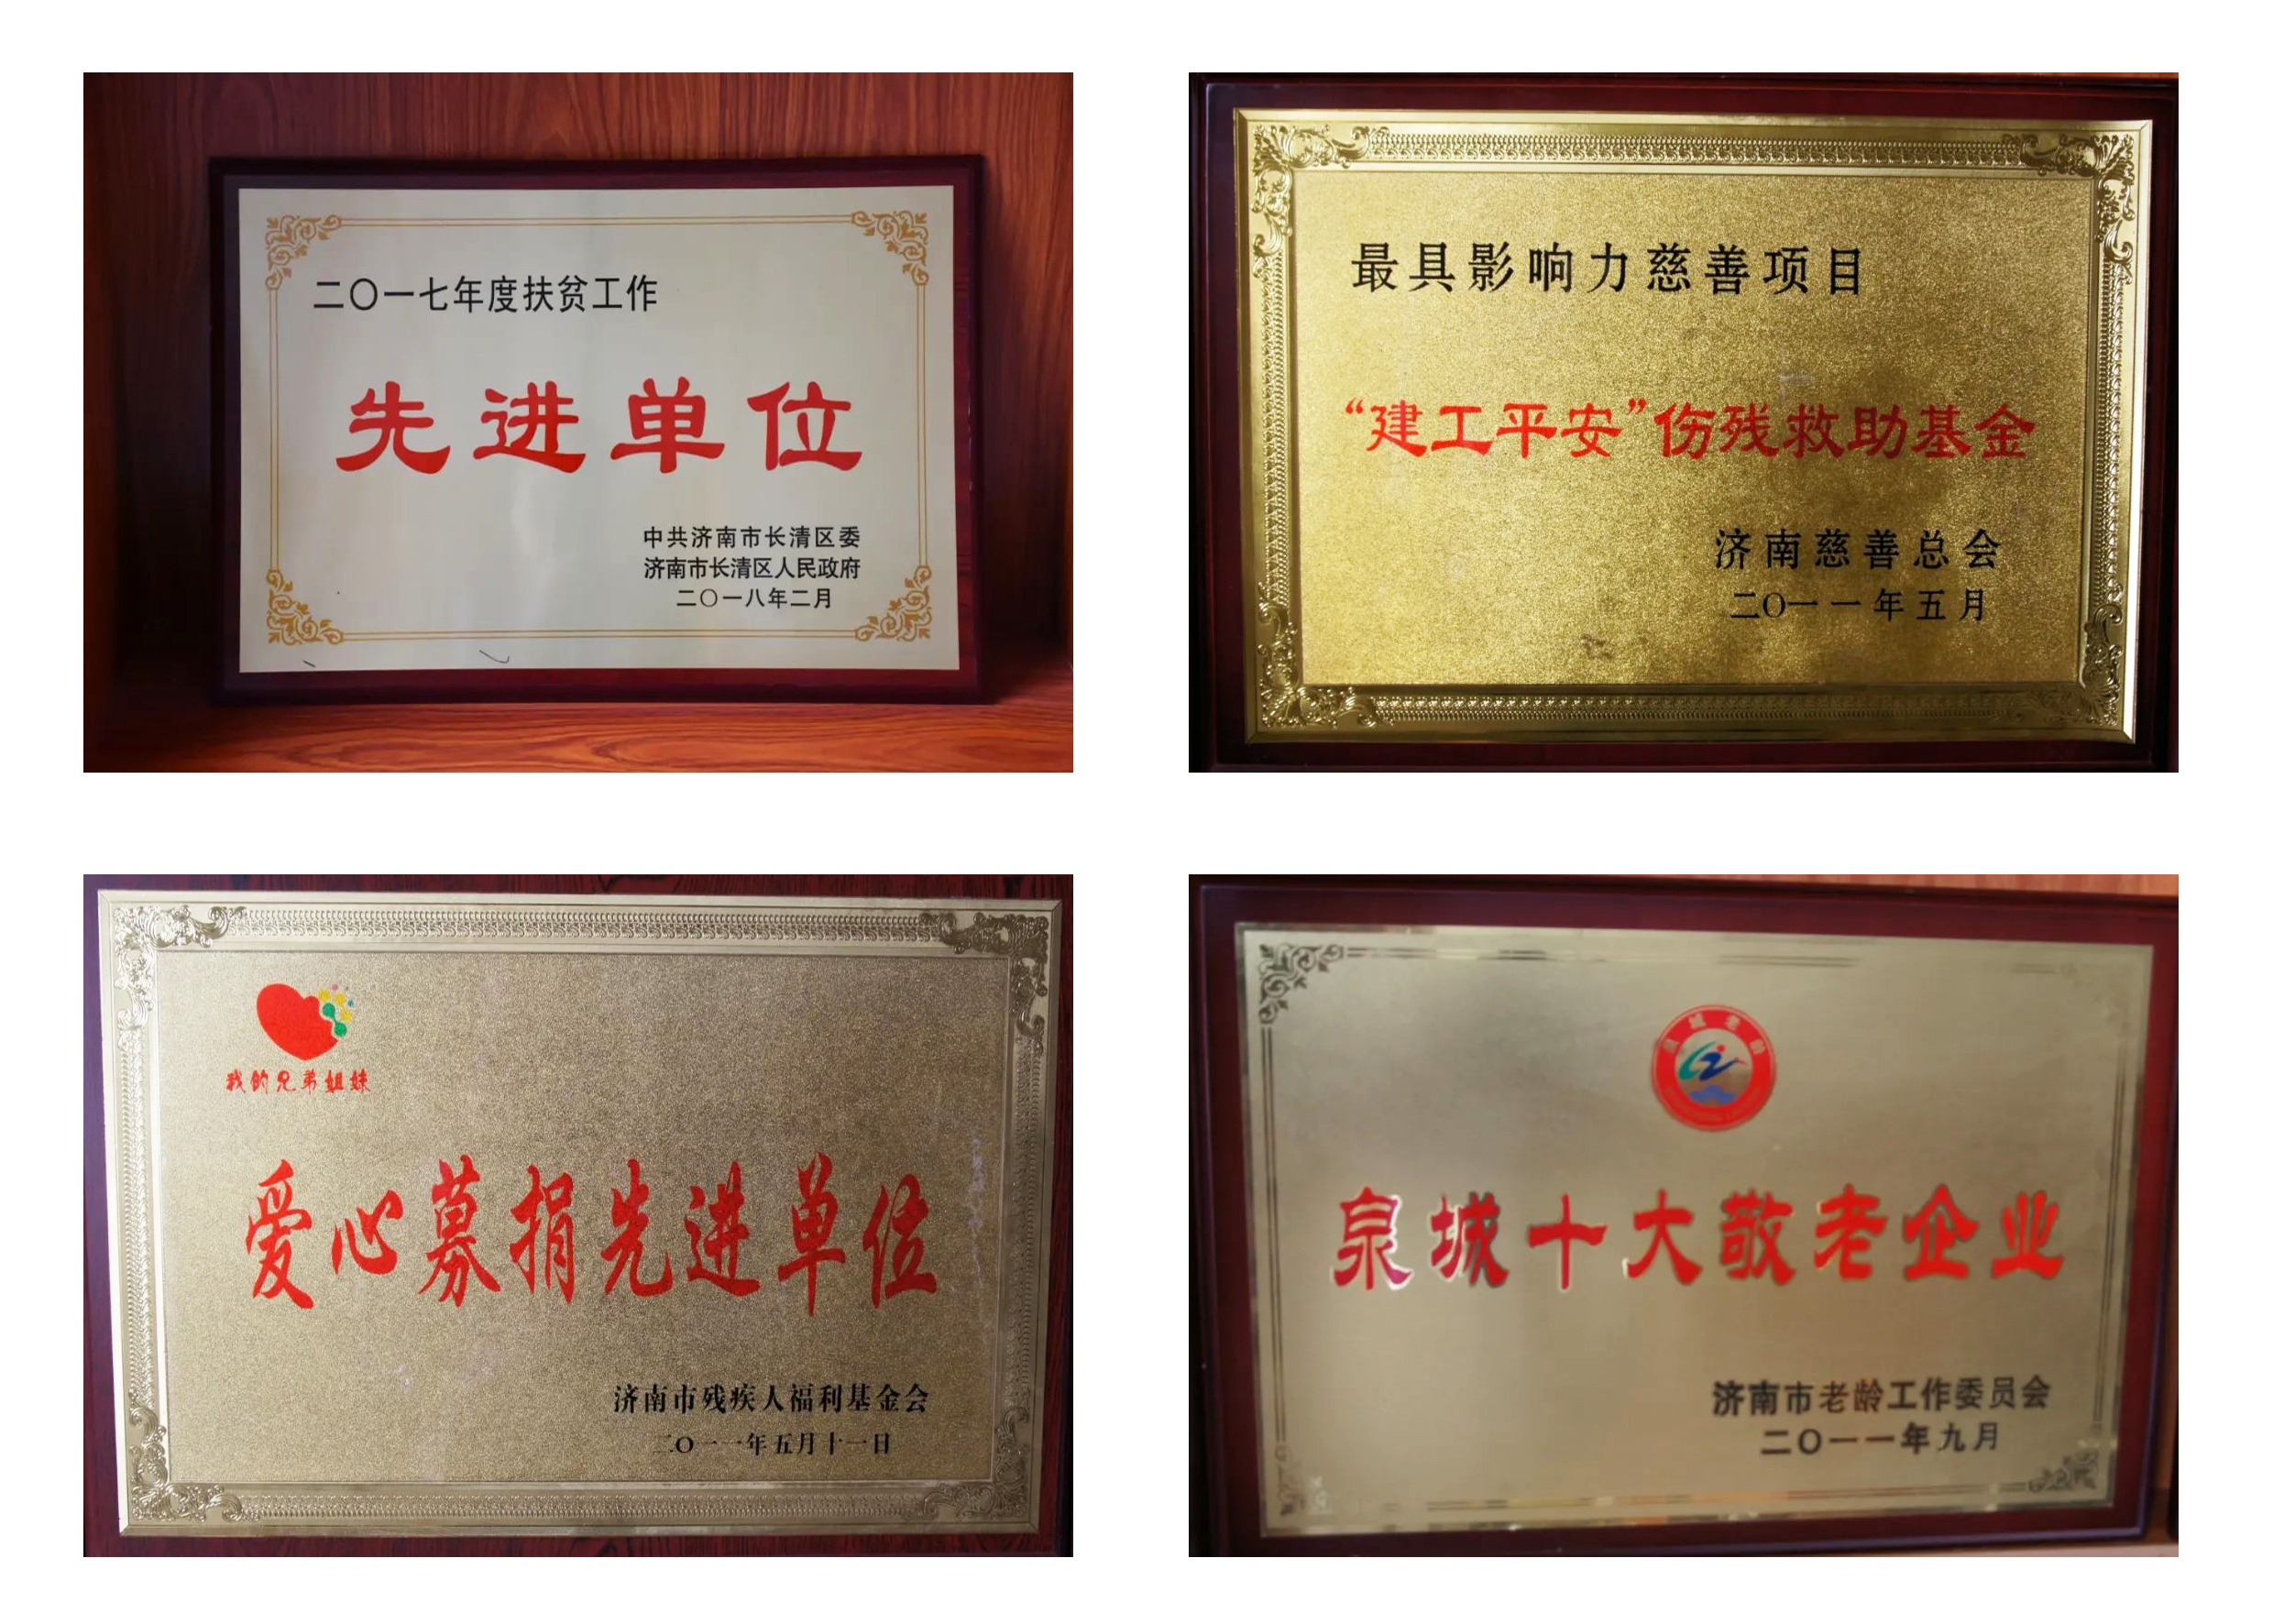 二〇一七年度扶贫工作
先进单位
中共济南市长清区委
济南市长清区人民政府
二〇一八年二月
最具影响力慈善项目
“建工平安”伤残救助基金
济南慈善总会
二〇一一年五月
我的兄弟姐妹
爱心募捐先进单位
济南市残疾人福利基金会
二〇一一年五月十一日
泉城十大敬老企业
济南市老龄工作委员会
二〇一一年九月